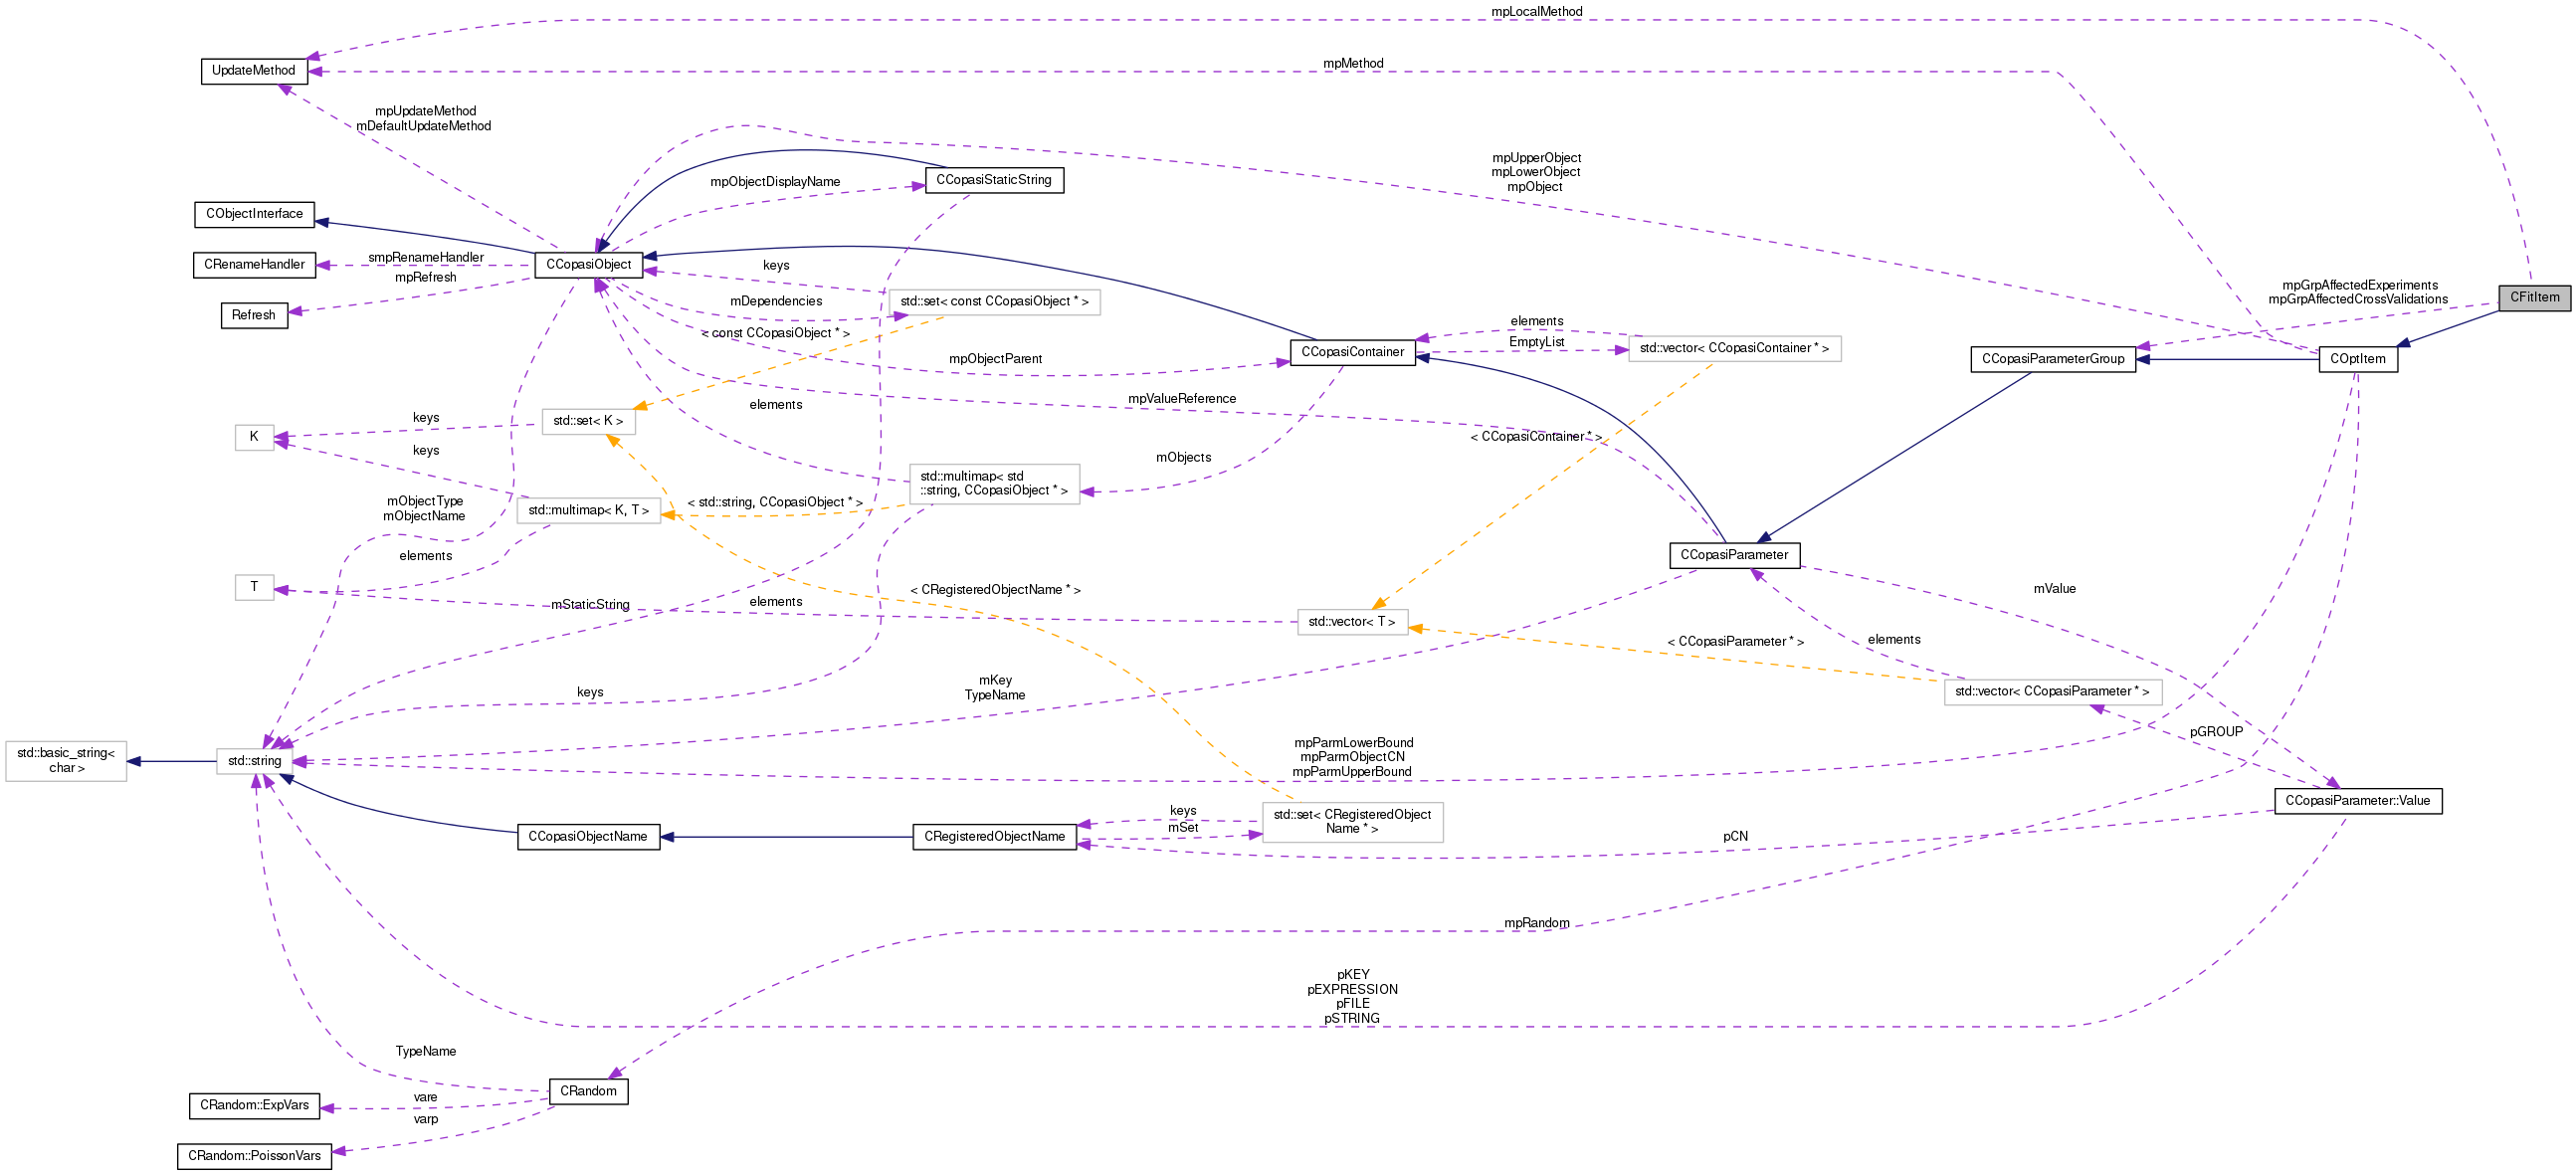 mpLocalMethod
UpdateMethod
mpMethod
mpUpdateMethod
mDefaultUpdateMethod
mpUpperObject
mpLowerObject
mpObject
CCopasiStaticString
mpObjectDisplayName
CObjectInterface
CRenameHandler
smpRenameHandler
mpRefresh
CCopasiObject
keys
Refresh
mDependencies
std::set< const CCopasiObject * >
< const CCopasiObject * >
mpGrpAffectedExperiments
mpGrpAffectedCrossValidations
CFitItem
elements
EmptyList
CCopasiContainer
std::vector< CCopasiContainer * >
mpObjectParent
CCopasiParameterGroup
COptItem
mpValueReference
elements
keys
std::set< K >
K
keys
< CCopasiContainer * >
mObjects
std::multimap< std
::string, CCopasiObject * >
mObjectType
mObjectName
std::multimap< K, T >
< std::string, CCopasiObject * >
elements
CCopasiParameter
T
mStaticString
elements
< CRegisteredObjectName * >
std::vector< T >
mValue
elements
< CCopasiParameter * >
keys
mKey
TypeName
std::vector< CCopasiParameter * >
pGROUP
std::basic_string<
char >
std::string
mpParmLowerBound
mpParmObjectCN
mpParmUpperBound
CCopasiParameter::Value
CCopasiObjectName
CRegisteredObjectName
keys
mSet
std::set< CRegisteredObject
Name * >
pCN
mpRandom
pKEY
pEXPRESSION
pFILE
pSTRING
TypeName
CRandom
CRandom::ExpVars
vare
varp
CRandom::PoissonVars